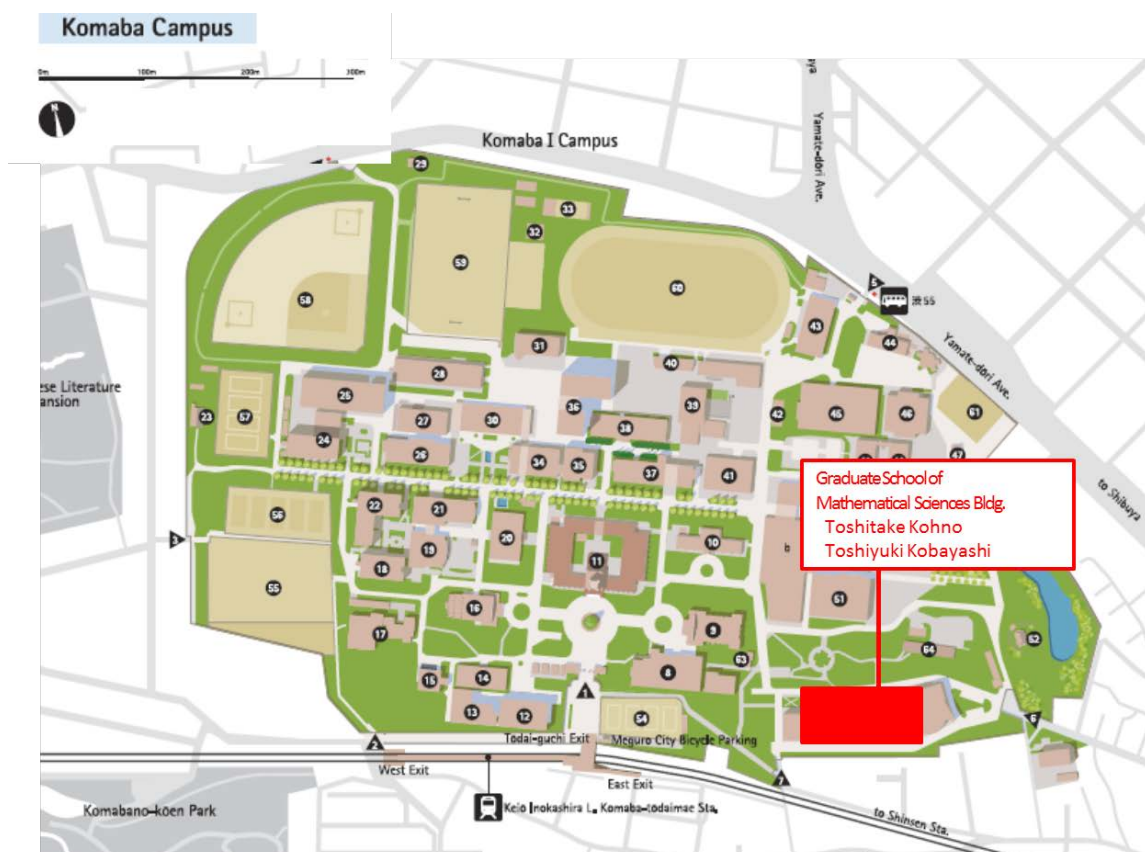 Komaba Campus
0m 100m 200m 300m
N
Komaba I Campus
Yamate-dori Ave.
29
33
32
59
60
58
5
渋55
43
44
Yamate-dori Ave.
31
40
28
25
36
39
61
ese Literature
ansion
57
23
27
30
38
42
45
46
24
26
34
35
37
41
47
to Shibuya
Graduate School of
Mathematical Sciences Bldg.
Toshitake Kohno
Toshiyuki Kobayashi
22
21
56
20
10
3
19
11
18
55
51
16
17
9
52
64
63
8
15
14
1
13
12
54
6
Todai-guchi Exit
Meguro City Bicycle Parking
2
West Exit
East Exit
7
Komabano-koen Park
Keio Inokashira L. Komaba-todaimae Sta.
to Shinsen Sta.